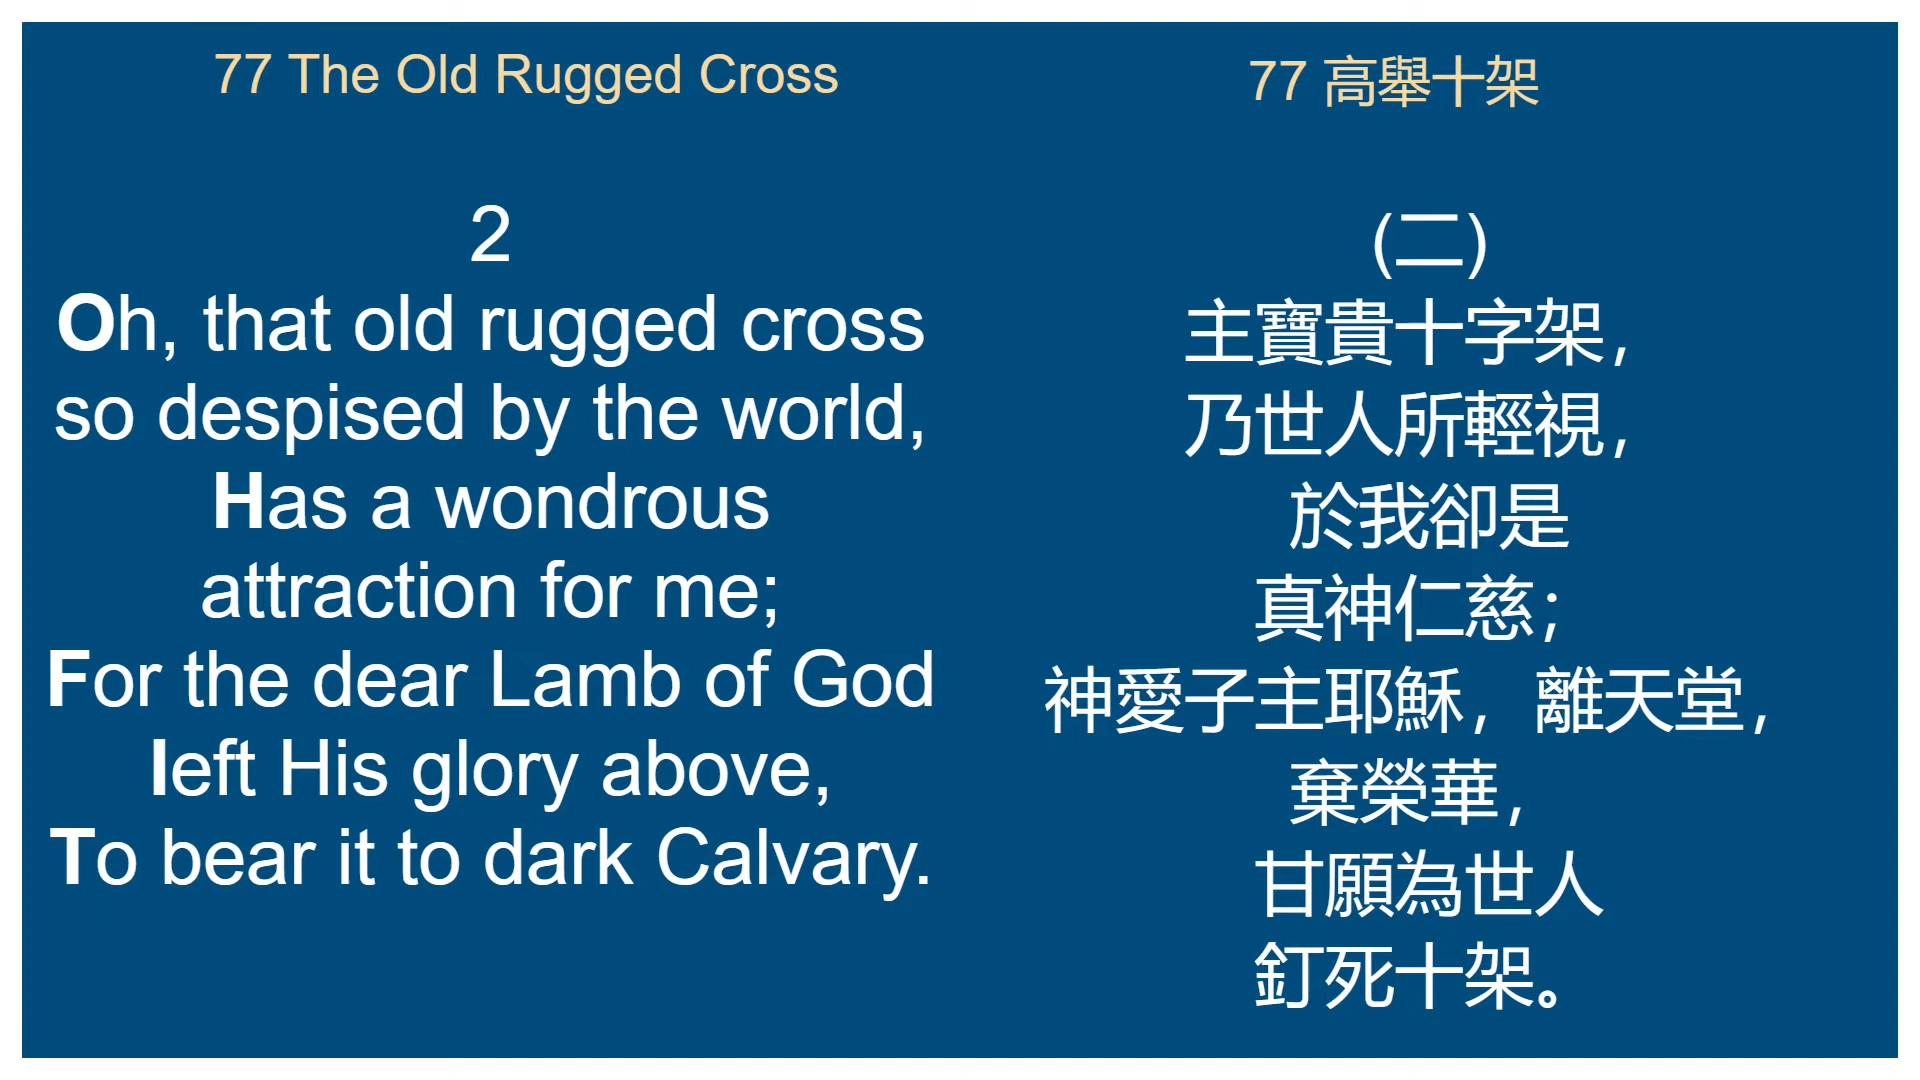 77 The Old Rugged Cross
2
Oh, that old rugged cross
so despised by the world,
Has a wondrous
attraction for me;
For the dear Lamb of God
left His glory above,
To bear it to dark Calvary.
77 高舉十架
(二)
主寶貴十字架,
乃世人所輕視,
於我卻是
真神仁慈;
神愛子主耶穌, 離天堂,
棄榮華,
甘願為世人
釘死十架。